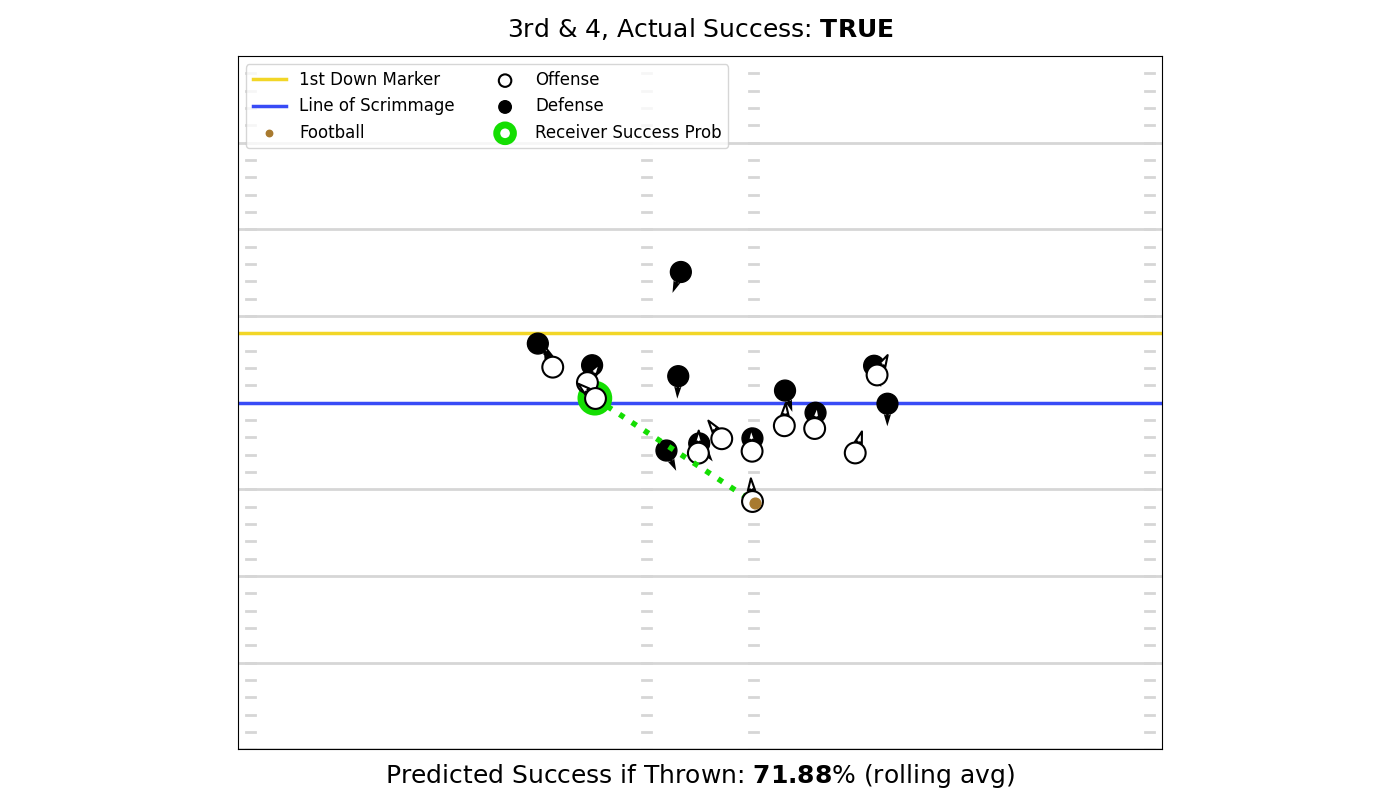 3rd & 4, Actual Success: TRUE
1st Down Marker
Line of Scrimmage
Football
Offense
Defense
Receiver Success Prob
Predicted Success if Thrown: 71.88% (rolling avg)